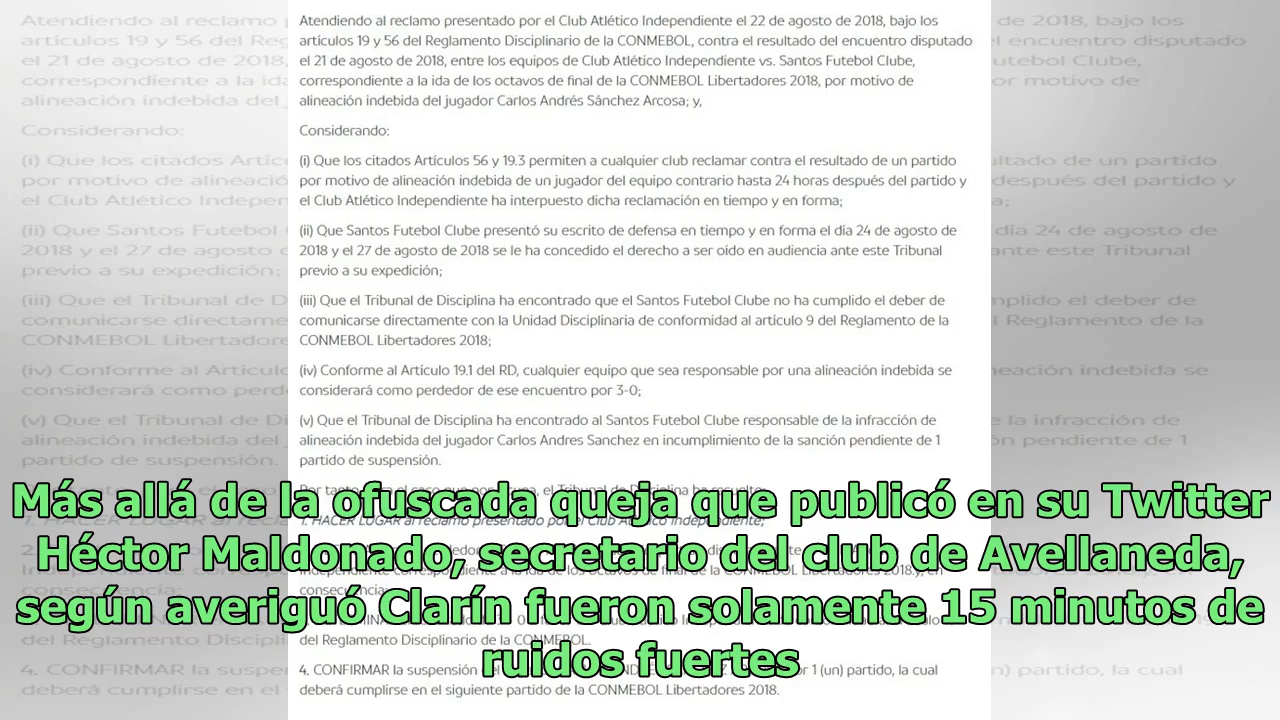 Atendiendo al reclamo presentado por el Club Atlético Independiente el 22 de agosto de 2018, bajo los
artículos 19 y 56 del Reglamento Disciplinario de la CONMEBOL, contra el resultado del encuentro disputado
el 21 de agosto de 2018, entre los equipos de Club Atlético Independiente vs. Santos Futebol Clube,
correspondiente a la ida de los octavos de final de la CONMEBOL Libertadores 2018, por motivo de
alineación indebida del jugador Carlos Andrés Sánchez Arcosa; y,
Considerando:
(i) Que los citados Artículos 56 y 19.3 permiten a cualquier club reclamar contra el resultado de un partido
por motivo de alineación indebida de un jugador del equipo contrario hasta 24 horas después del partido y
el Club Atlético Independiente ha interpuesto dicha reclamación en tiempo y en forma;
(ii) Que Santos Futebol Clube presentó su escrito de defensa en tiempo y en forma el día 24 de agosto de
2018 y el 27 de agosto de 2018 se le ha concedido el derecho a ser oído en audiencia ante este Tribunal
previo a su expedición;
(iii) Que el Tribunal de Disciplina ha encontrado que el Santos Futebol Clube no ha cumplido el deber de
comunicarse directamente con la Unidad Disciplinaria de conformidad al artículo 9 del Reglamento de la
CONMEBOL Libertadores 2018;
(iv) Conforme al Artículo 19.1 del RD, cualquier equipo que sea responsable por una alineación indebida se
considerará como perdedor de ese encuentro por 3-0;
(v) Que el Tribunal de Disciplina ha encontrado al Santos Futebol Clube responsable de la infracción de
alineación indebida del jugador Carlos Andres Sanchez en incumplimiento de la sanción pendiente de 1
partido de suspensión.
Más allá de la ofuscada queja que publicó en su Twitter
Héctor Maldonado, secretario del club de Avellaneda,
según averiguó Clarín fueron solamente 15 minutos de
ruidos fuertes
1. HACER LUGAR al reclamo presentado por el Club Atlético Independiente;
del Reglamento Disciplinario de la CONMEBOL.
4. CONFIRMAR la suspensión 1 (un) partido, la cual
deberá cumplirse en el siguiente partido de la CONMEBOL Libertadores 2018.